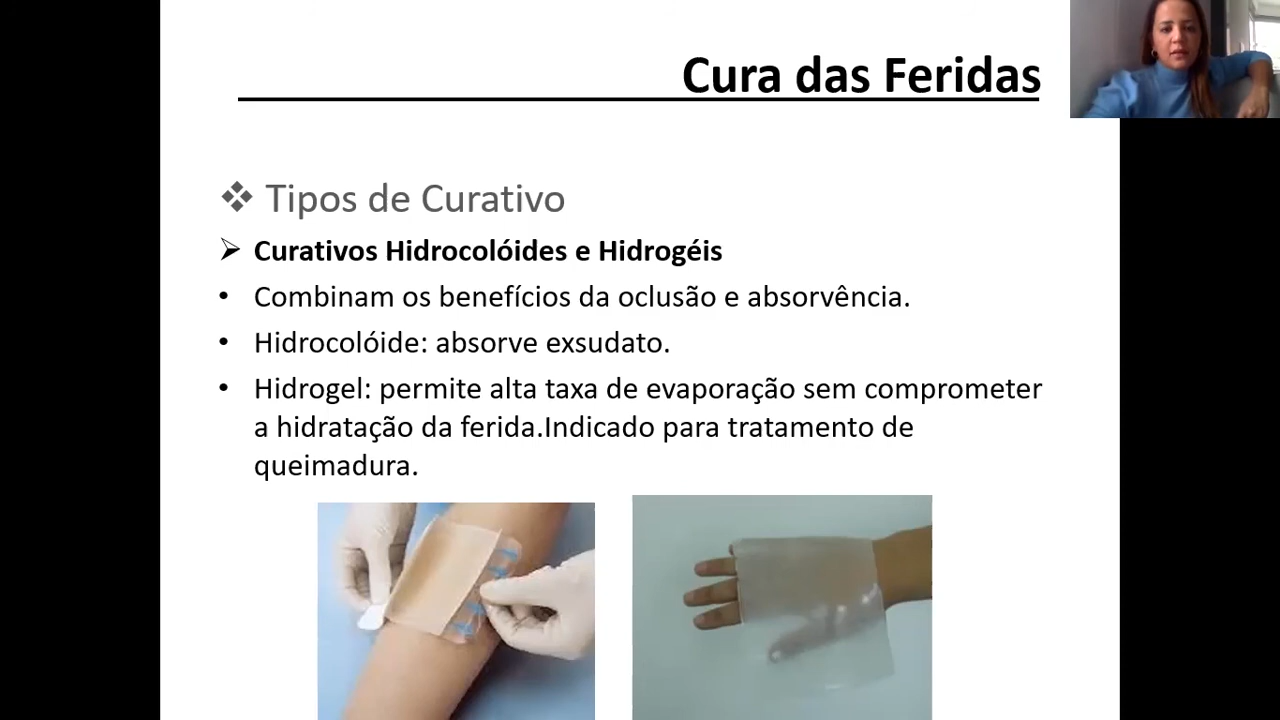 Cura das Feridas
❖ Tipos de Curativo
➢ Curativos Hidrocolóides e Hidrogéis
• Combinam os benefícios da oclusão e absorvência.
• Hidrocolóide: absorve exsudato.
• Hidrogel: permite alta taxa de evaporação sem comprometer
a hidratação da ferida.Indicado para tratamento de
queimadura.